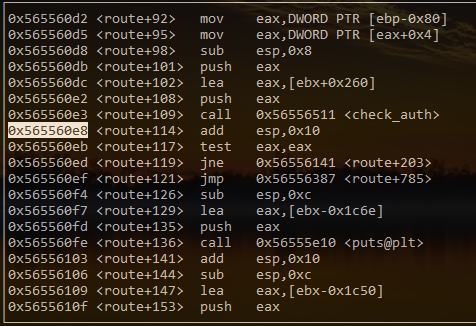 0x565560d2 <route+92> mov eax,DWORD PTR [ebp-0x80]
0x565560d5 <route+95> mov eax,DWORD PTR [eax+0x4]
0x565560d8 <route+98> sub esp,0x8
0x565560db <route+101> push eax
0x565560dc <route+102> lea eax,[ebx+0x260]
0x565560e2 <route+108> push eax
0x565560e3 <route+109> call 0x56556511 <check_auth>
0x565560e8 <route+114> add esp,0x10
0x565560eb <route+117> test eax,eax
0x565560ed <route+119> jne 0x56556141 <route+203>
0x565560ef <route+121> jmp 0x56556387 <route+785>
0x565560f4 <route+126> sub esp,0xc
0x565560f7 <route+129> lea eax,[ebx-0x1c6e]
0x565560fd <route+135> push eax
0x565560fe <route+136> call 0x56555e10 <puts@plt>
0x56556103 <route+141> add esp,0x10
0x56556106 <route+144> sub esp,0xc
0x56556109 <route+147> lea eax,[ebx-0x1c50]
0x5655610f <route+153> push eax